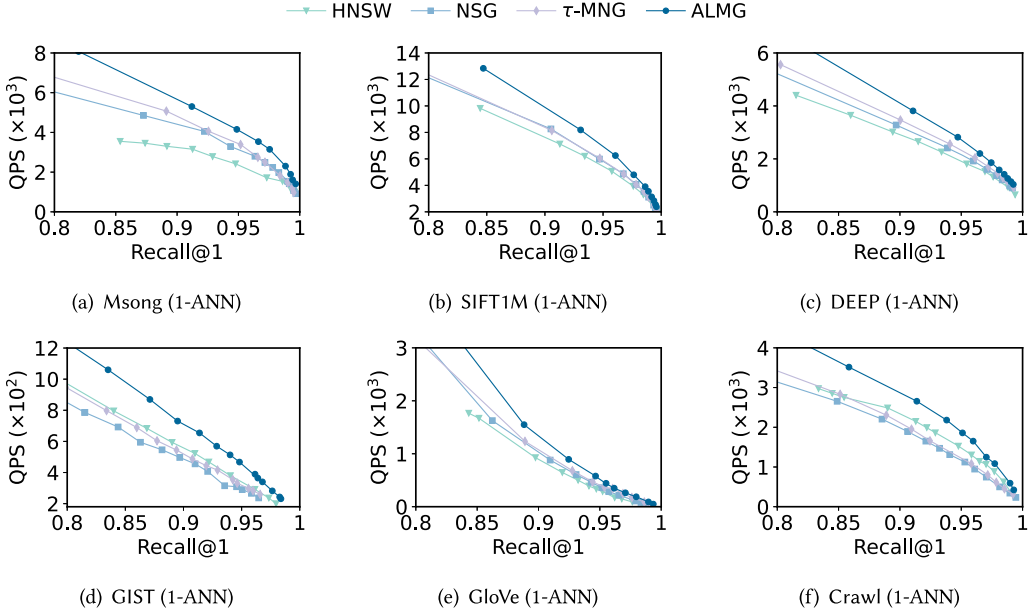 HNSW NSG τ-MNG ALMG
8
6
4
2
0
QPS (×10³)
0.8 0.85 0.9 0.95 1
Recall@1
(a) Msong (1-ANN)
14
12
10
8
6
4
2
QPS (×10³)
0.8 0.85 0.9 0.95 1
Recall@1
(b) SIFT1M (1-ANN)
6
4
2
0
QPS (×10³)
0.8 0.85 0.9 0.95 1
Recall@1
(c) DEEP (1-ANN)
12
10
8
6
4
2
QPS (×10²)
0.8 0.85 0.9 0.95 1
Recall@1
(d) GIST (1-ANN)
3
2
1
0
QPS (×10³)
0.8 0.85 0.9 0.95 1
Recall@1
(e) GloVe (1-ANN)
4
3
2
1
0
QPS (×10³)
0.8 0.85 0.9 0.95 1
Recall@1
(f) Crawl (1-ANN)